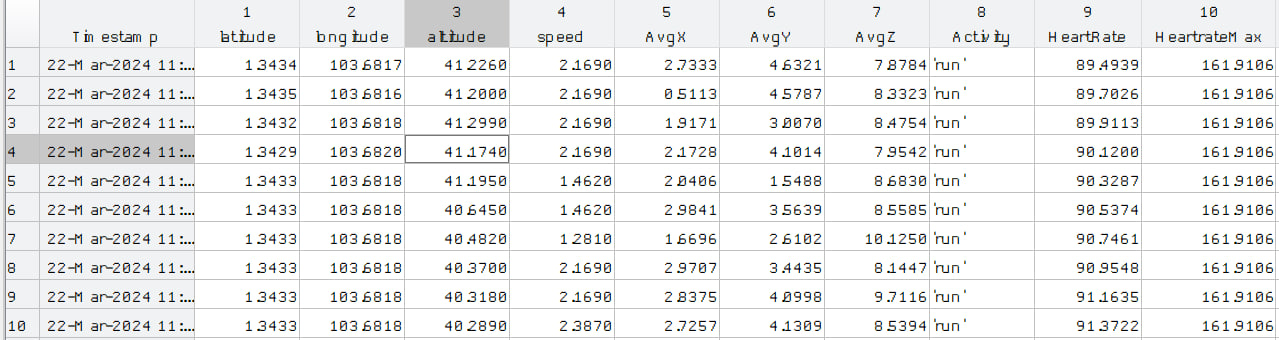 1 2 3 4 5 6 7 8 9 10
Timestamp latitude longitude altitude speed AvgX AvgY AvgZ Activity HeartRate HeartrateMax
1 22-Mar-2024 11:... 1.3434 103.6817 41.2260 2.1690 2.7333 4.6321 7.8784 'run' 89.4939 161.9106
2 22-Mar-2024 11:... 1.3435 103.6816 41.2000 2.1690 0.5113 4.5787 8.3323 'run' 89.7026 161.9106
3 22-Mar-2024 11:... 1.3432 103.6818 41.2990 2.1690 1.9171 3.0070 8.4754 'run' 89.9113 161.9106
4 22-Mar-2024 11:... 1.3429 103.6820 41.1740 2.1690 2.1728 4.1014 7.9542 'run' 90.1200 161.9106
5 22-Mar-2024 11:... 1.3433 103.6818 41.1950 1.4620 2.0406 1.5488 8.6830 'run' 90.3287 161.9106
6 22-Mar-2024 11:... 1.3433 103.6818 40.6450 1.4620 2.9841 3.5639 8.5585 'run' 90.5374 161.9106
7 22-Mar-2024 11:... 1.3433 103.6818 40.4820 1.2810 1.6696 2.6102 10.1250 'run' 90.7461 161.9106
8 22-Mar-2024 11:... 1.3433 103.6818 40.3700 2.1690 2.9707 3.4435 8.1447 'run' 90.9548 161.9106
9 22-Mar-2024 11:... 1.3433 103.6818 40.3180 2.1690 2.8375 4.0998 9.7116 'run' 91.1635 161.9106
10 22-Mar-2024 11:... 1.3433 103.6818 40.2890 2.3870 2.7257 4.1309 8.5394 'run' 91.3722 161.9106